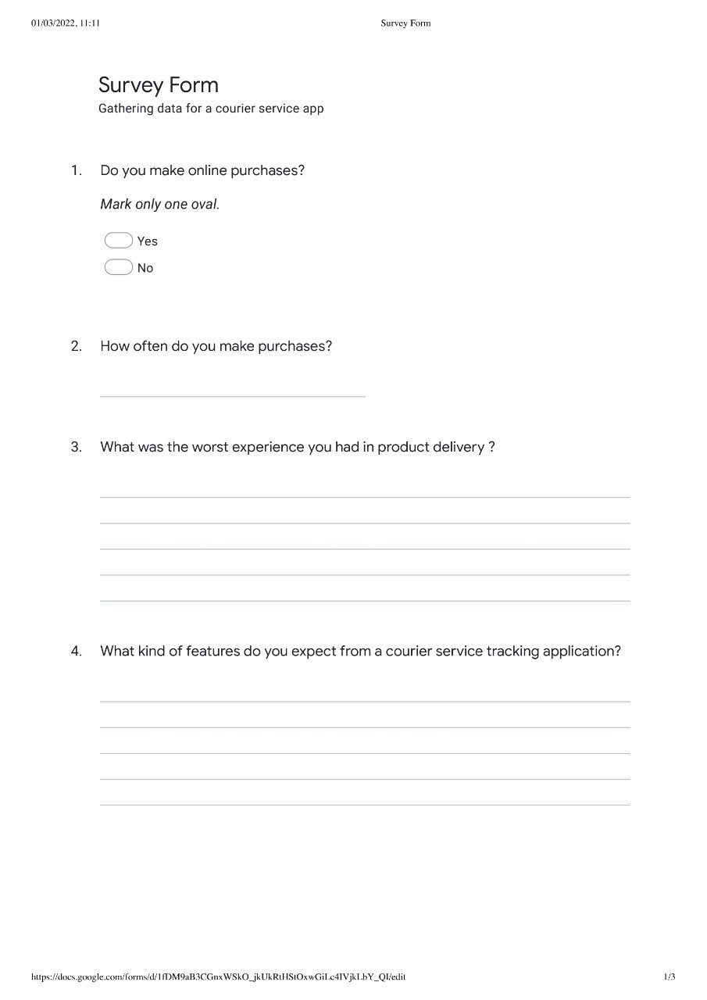 01/03/2022, 11:11 Survey Form
Survey Form
Gathering data for a courier service app
1. Do you make online purchases?
Mark only one oval.
Yes
No
2. How often do you make purchases?
3. What was the worst experience you had in product delivery ?
4. What kind of features do you expect from a courier service tracking application?
https://docs.google.com/forms/d/1fDM9aB3CGnxWSkO_jkUkRtHStOxwGiLc4IVjkLbY_QI/edit 1/3